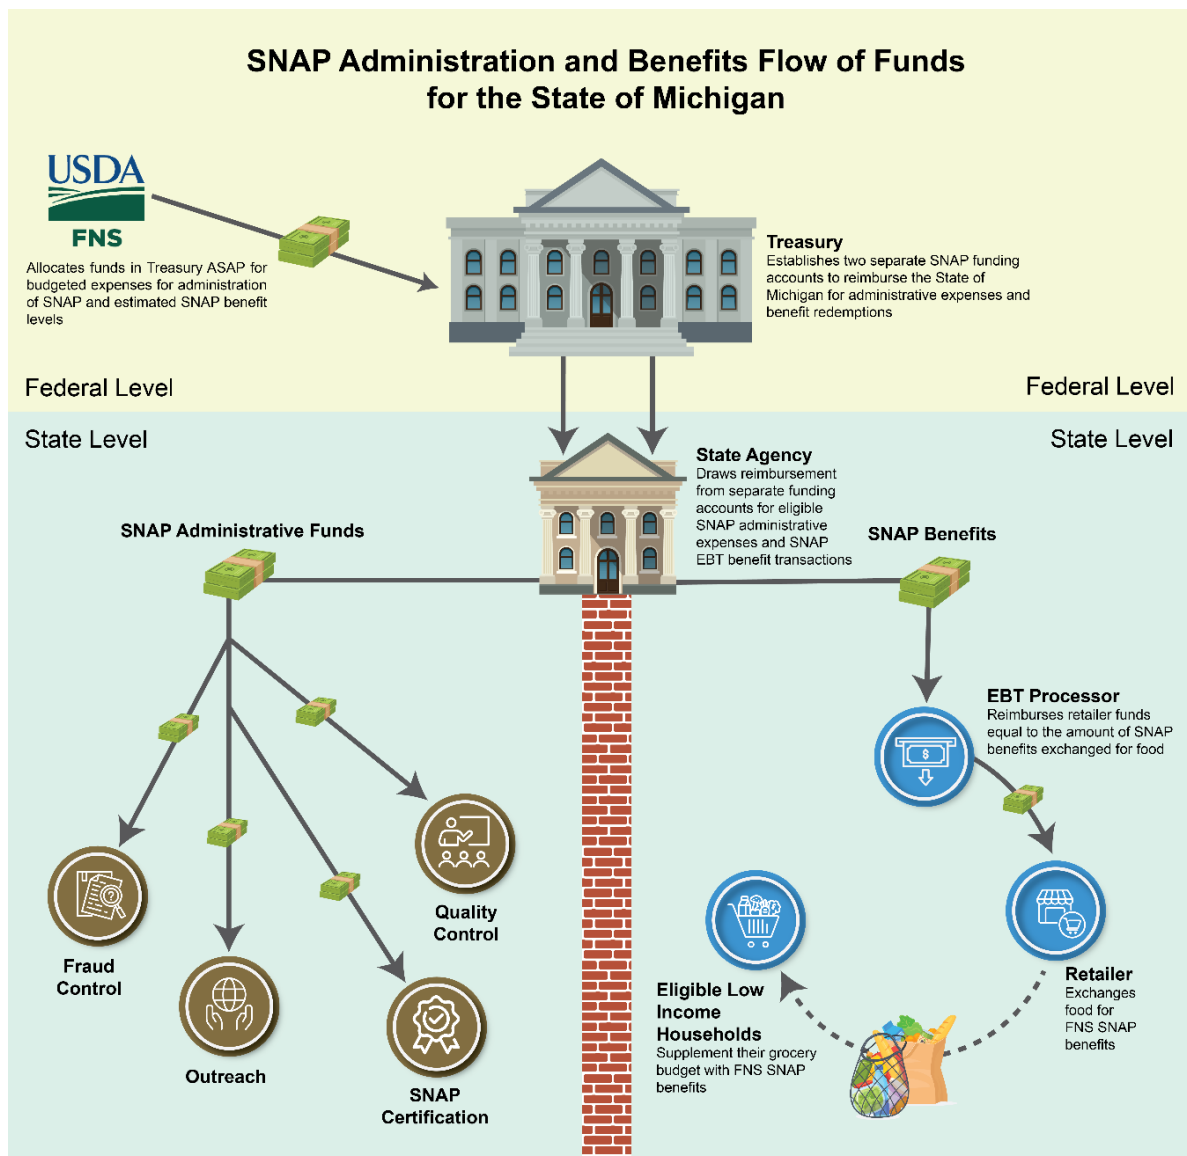 SNAP Administration and Benefits Flow of Funds
for the State of Michigan
USDA
FNS
Allocates funds in Treasury ASAP for
budgeted expenses for administration
of SNAP and estimated SNAP benefit
levels
Treasury
Establishes two separate SNAP funding
accounts to reimburse the State of
Michigan for administrative expenses and
benefit redemptions
Federal Level
Federal Level
State Level
State Level
State Agency
Draws reimbursement
from separate funding
accounts for eligible
SNAP administrative
expenses and SNAP
EBT benefit transactions
SNAP Administrative Funds
SNAP Benefits
EBT Processor
Reimburses retailer funds
equal to the amount of SNAP
benefits exchanged for food
$
Quality
Control
Fraud
Control
?
Outreach
SNAP
Certification
Eligible Low
Income
Households
Supplement their grocery
budget with FNS SNAP
benefits
Retailer
Exchanges
food for
FNS SNAP
benefits